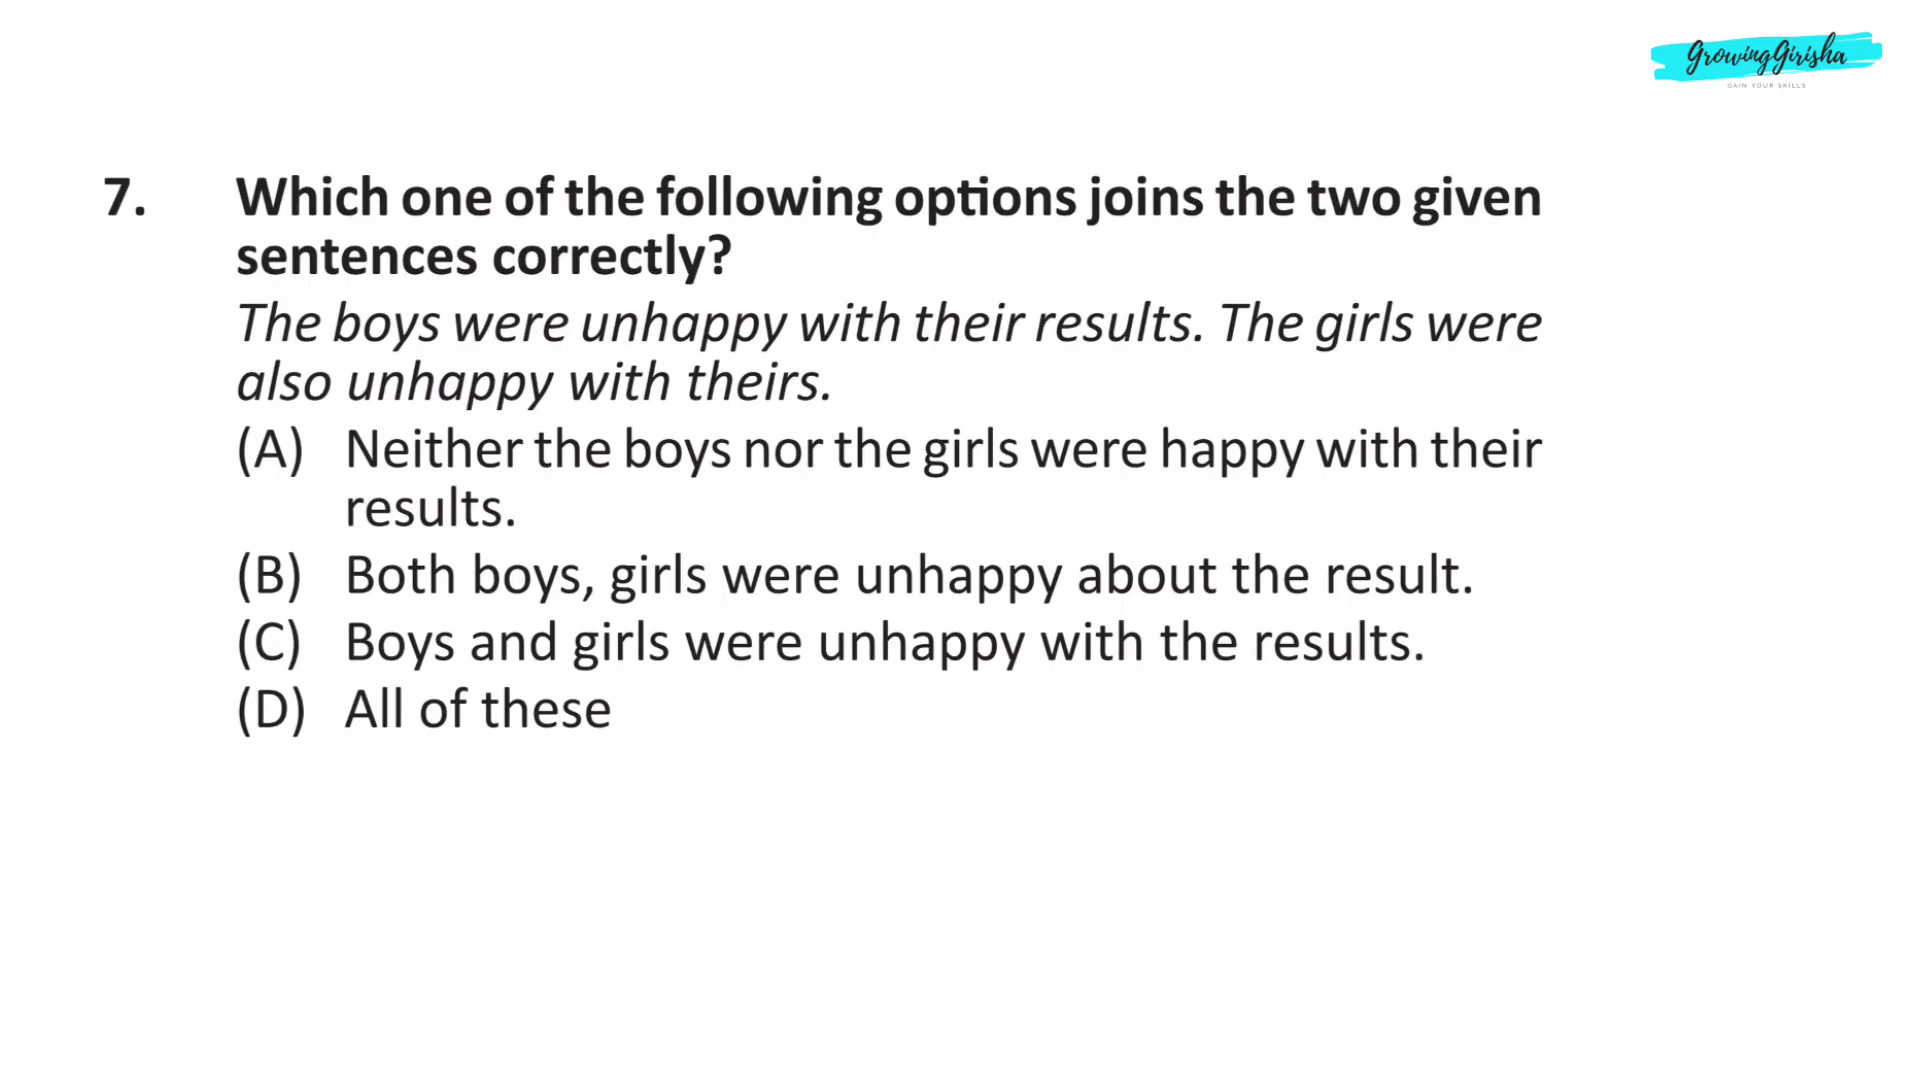 GrowingGirisha
GAIN YOUR SKILLS
7. Which one of the following options joins the two given
sentences correctly?
The boys were unhappy with their results. The girls were
also unhappy with theirs.
(A) Neither the boys nor the girls were happy with their
results.
(B) Both boys, girls were unhappy about the result.
(C) Boys and girls were unhappy with the results.
(D) All of these